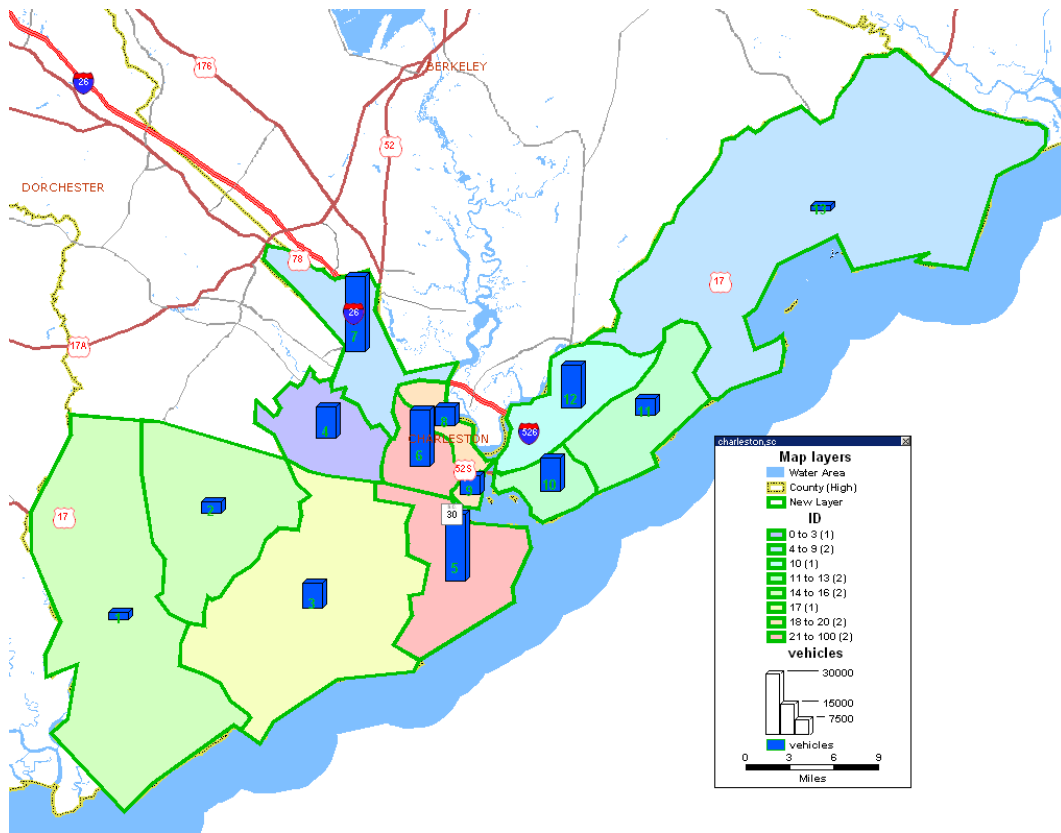 176
26
BERKELEY
52
DORCHESTER
13
78
17
26
7
17A
12
11
4
8
CHARLESTON
526
6
52S
9
10
2
30
17
5
3
1
charleston,sc
Map layers
Water Area
County (High)
New Layer
ID
0 to 3 (1)
4 to 9 (2)
10 (1)
11 to 13 (2)
14 to 16 (2)
17 (1)
18 to 20 (2)
21 to 100 (2)
vehicles
30000
15000
7500
vehicles
0 3 6 9
Miles